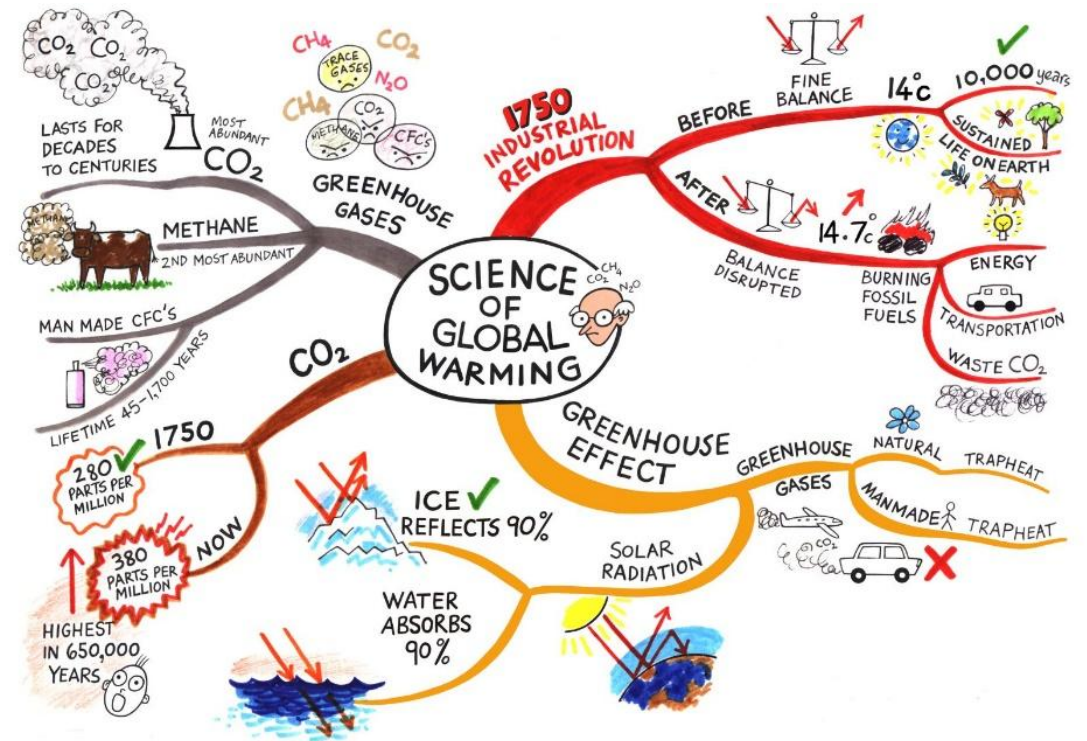 SCIENCE
OF
GLOBAL
WARMING
CH4
CO2
N2O
1750
INDUSTRIAL
REVOLUTION
BEFORE
FINE
BALANCE
14°C
10,000 years
SUSTAINED
LIFE ON EARTH
AFTER
BALANCE
DISRUPTED
14.7°C
BURNING
FOSSIL
FUELS
ENERGY
TRANSPORTATION
WASTE CO2
GREENHOUSE
EFFECT
GREENHOUSE
GASES
NATURAL TRAPHEAT
MANMADE TRAPHEAT
CO2
SOLAR
RADIATION
ICE
REFLECTS 90%
WATER
ABSORBS
90%
CO2
1750
280
PARTS PER
MILLION
NOW
380
PARTS PER
MILLION
HIGHEST
IN 650,000
YEARS
GREENHOUSE
GASES
CH4
CO2
TRACE
GASES
N2O
CH4
CO2
METHANE
CFC'S
CO2 CO2
CO2
MOST
ABUNDANT
CO2
LASTS FOR
DECADES
TO CENTURIES
METHANE
METHANE
2ND MOST ABUNDANT
MAN MADE CFC'S
LIFETIME 45-1,700 YEARS